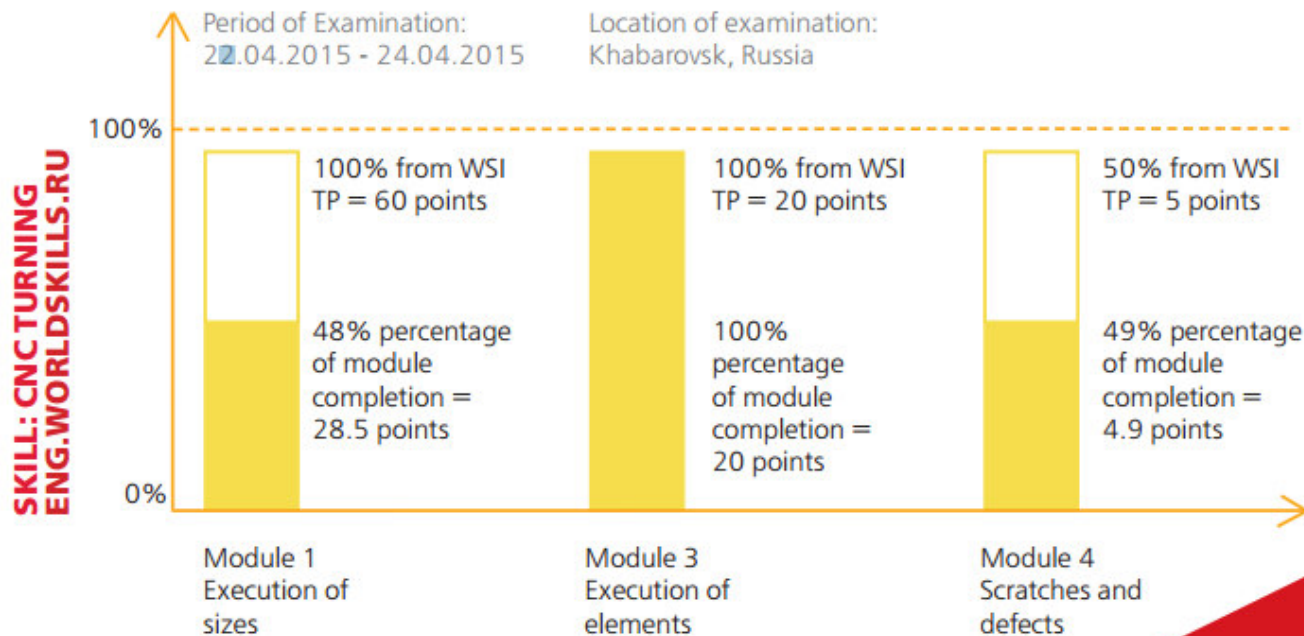 Period of Examination:
22.04.2015 - 24.04.2015
Location of examination:
Khabarovsk, Russia
SKILL: CNC TURNING
ENG.WORLDSKILLS.RU
100%
0%
100% from WSI
TP = 60 points
48% percentage
of module
completion =
28.5 points
100% from WSI
TP = 20 points
100%
percentage
of module
completion =
20 points
50% from WSI
TP = 5 points
49% percentage
of module
completion =
4.9 points
Module 1
Execution of
sizes
Module 3
Execution of
elements
Module 4
Scratches and
defects